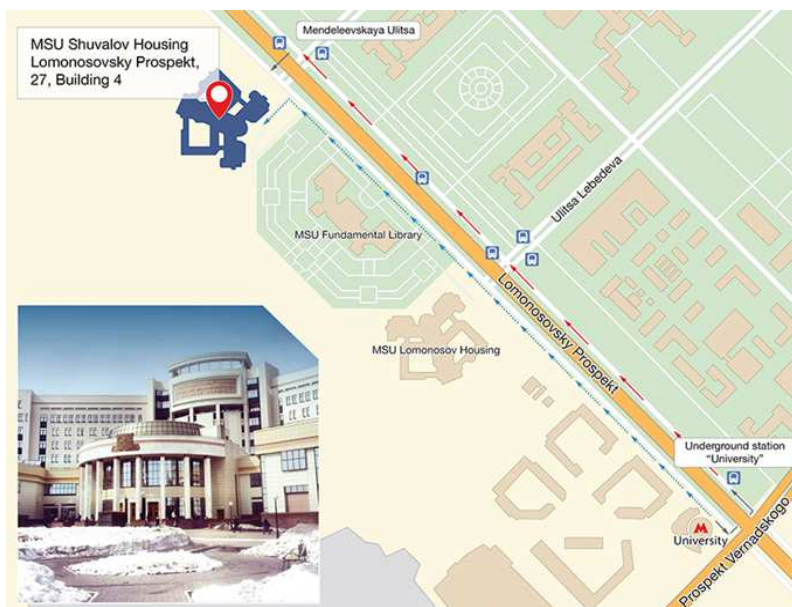 MSU Shuvalov Housing
Lomonosovsky Prospekt,
27, Building 4
Mendeleevskaya Ulitsa
Ulitsa Lebedeva
MSU Fundamental Library
Lomonosovsky Prospekt
MSU Lomonosov Housing
Underground station
“University”
M
University
Prospekt Vernadskogo